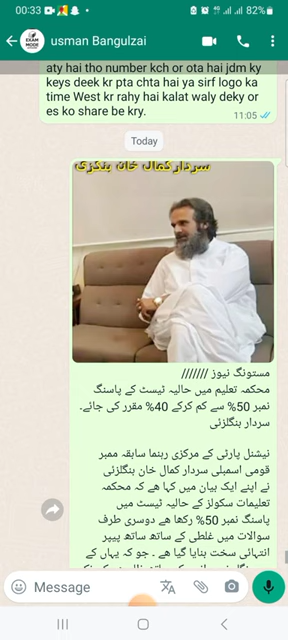 00:33
82%
EXAM
MODE
usman Bangulzai
aty hai tho number kch or ota hai jdm ky
keys deek kr pta chta hai ya sirf logo ka
time West kr rahy hai kalat waly deky or
es ko share be kry.
11:05
Today
سردار کمال خان بنگلزئی
مستونگ نیوز ///////
محکمہ تعلیم میں حالیہ ٹیسٹ کے پاسنگ
نمبر 50% سے کم کرکے 40% مقرر کی جائے۔
سردار بنگلزئی
نیشنل پارٹی کے مرکزی رہنما سابقہ ممبر
قومی اسمبلی سردار کمال خان بنگلزئی
نے اپنے ایک بیان میں کہا ھے کہ محکمہ
تعلیمات سکولز کے حالیہ ٹیسٹ میں
پاسنگ نمبر 50% رکھا ھے دوسری طرف
سوالات میں غلطی کے ساتھ ساتھ پیپر
انتہائی سخت بنایا گیا ھے ۔ جو کہ یہاں کے
Message